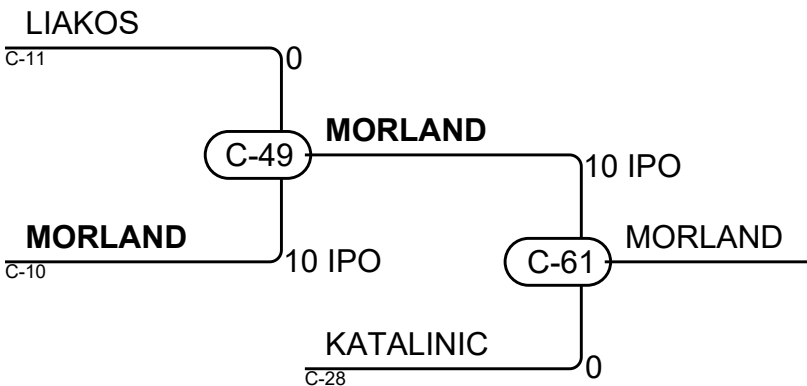 LIAKOS
C-11
0
C-49
MORLAND
10 IPO
MORLAND
C-10
10 IPO
C-61
MORLAND
KATALINIC
C-28
0